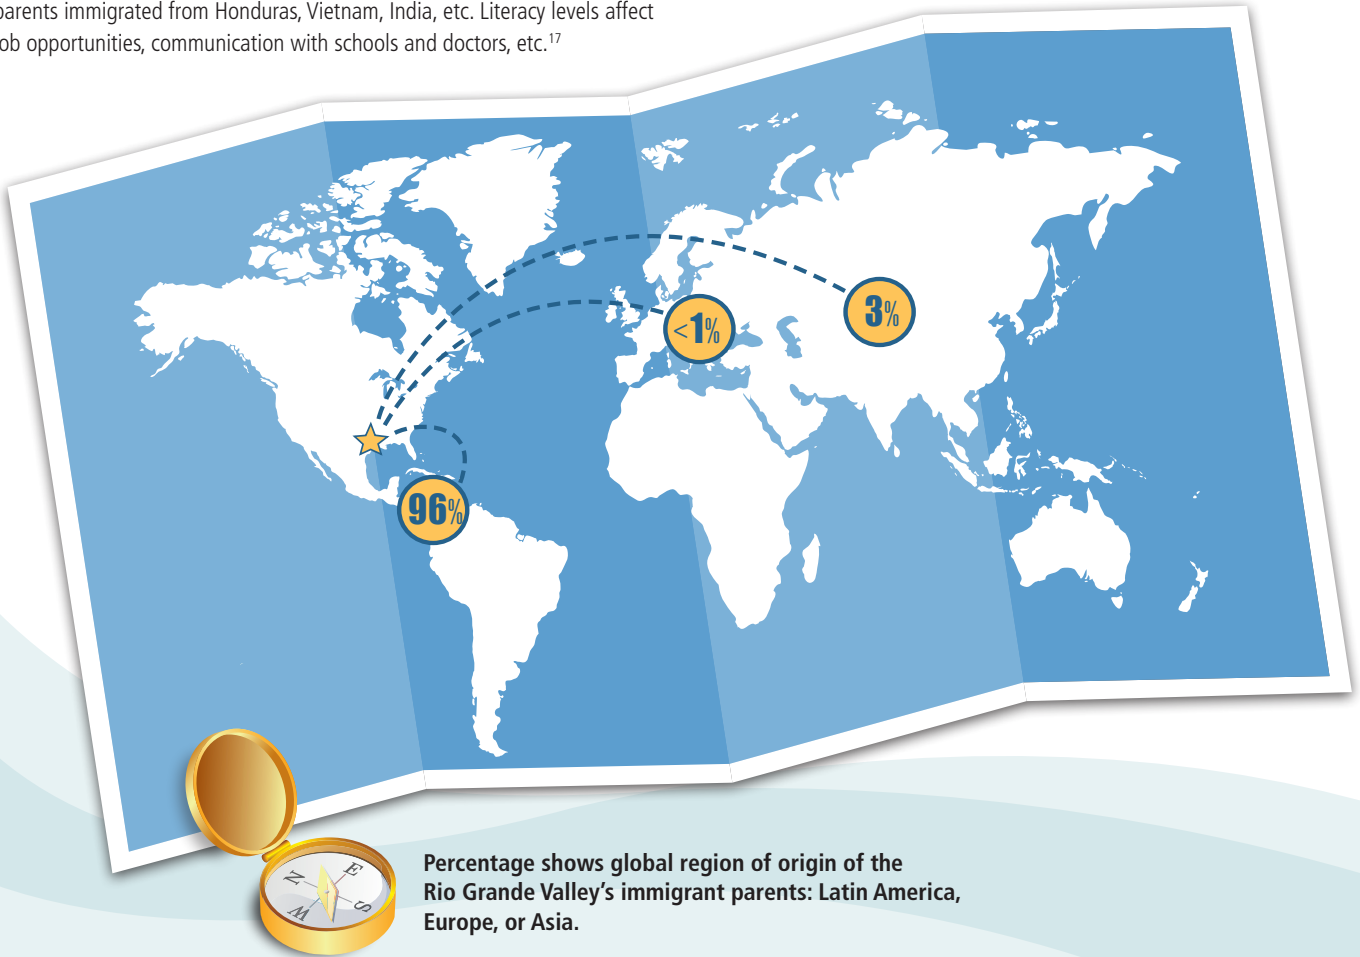 parents immigrated from Honduras, Vietnam, India, etc. Literacy levels affect
job opportunities, communication with schools and doctors, etc.17
3%
<1%
96%
N
E
W
S
Percentage shows global region of origin of the
Rio Grande Valley's immigrant parents: Latin America,
Europe, or Asia.